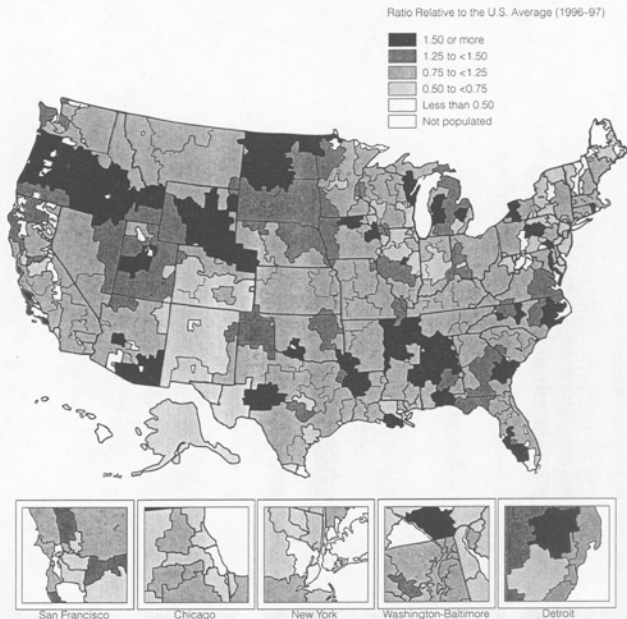 Ratio Relative to the U.S. Average (1996–97)
1.50 or more
1.25 to <1.50
0.75 to <1.25
0.50 to <0.75
Less than 0.50
Not populated
San Francisco
Chicago
New York
Washington-Baltimore
Detroit